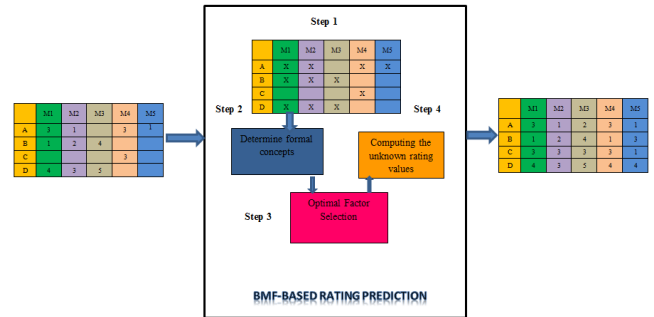 Step 1
M1 M2 M3 M4 M5
A X X X X
B X X X
C X
D X X X
Step 2
Step 4
M1 M2 M3 M4 M5
A 3 1 3 1
B 1 2 4
C 3
D 4 3 5
Determine formal
concepts
Computing the
unknown rating
values
M1 M2 M3 M4 M5
A 3 1 2 3 1
B 1 2 4 1 3
C 3 3 3 3 1
D 4 3 5 4 4
Step 3
Optimal Factor
Selection
BMF-BASED RATING PREDICTION